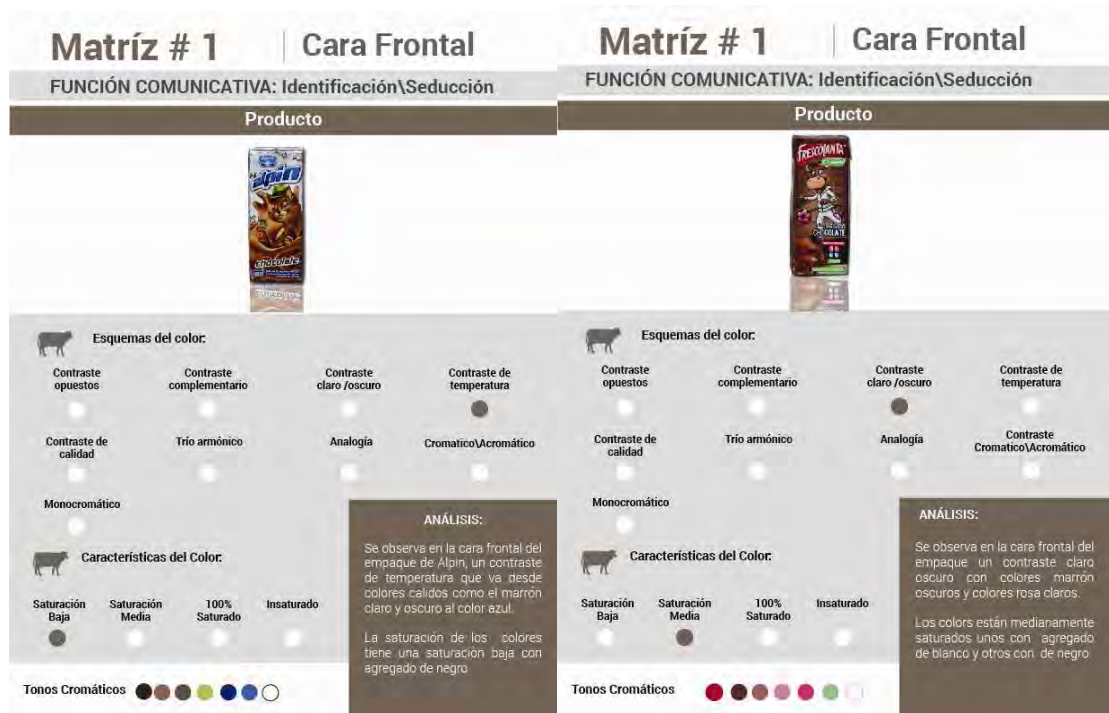 Matríz # 1
Cara Frontal
FUNCIÓN COMUNICATIVA: Identificación\Seducción
Producto
alpin
chocolate
Esquemas del color:
Contraste
opuestos
Contraste
complementario
Contraste
claro /oscuro
Contraste de
temperatura
Contraste de
calidad
Trío armónico
Analogía
Cromatico\Acromático
Monocromático
Características del Color:
Saturación
Baja
Saturación
Media
100%
Saturado
Insaturado
ANÁLISIS:
Se observa en la cara frontal del
empaque de Alpin, un contraste
de temperatura que va desde
colores calidos como el marrón
claro y oscuro al color azul.
La saturación de los colores
tiene una saturación baja con
agregado de negro
Tonos Cromáticos
Matríz # 1
Cara Frontal
FUNCIÓN COMUNICATIVA: Identificación\Seducción
Producto
FRESCOLANTA
CHOCOLATE
Esquemas del color:
Contraste
opuestos
Contraste
complementario
Contraste
claro /oscuro
Contraste de
temperatura
Contraste de
calidad
Trío armónico
Analogía
Contraste
Cromatico\Acromático
Monocromático
Características del Color:
Saturación
Baja
Saturación
Media
100%
Saturado
Insaturado
ANÁLISIS:
Se observa en la cara frontal del
empaque un contraste claro
oscuro con colores marrón
oscuros y colores rosa claros.
Los colors están medianamente
saturados unos con agregado
de blanco y otros con de negro
Tonos Cromáticos